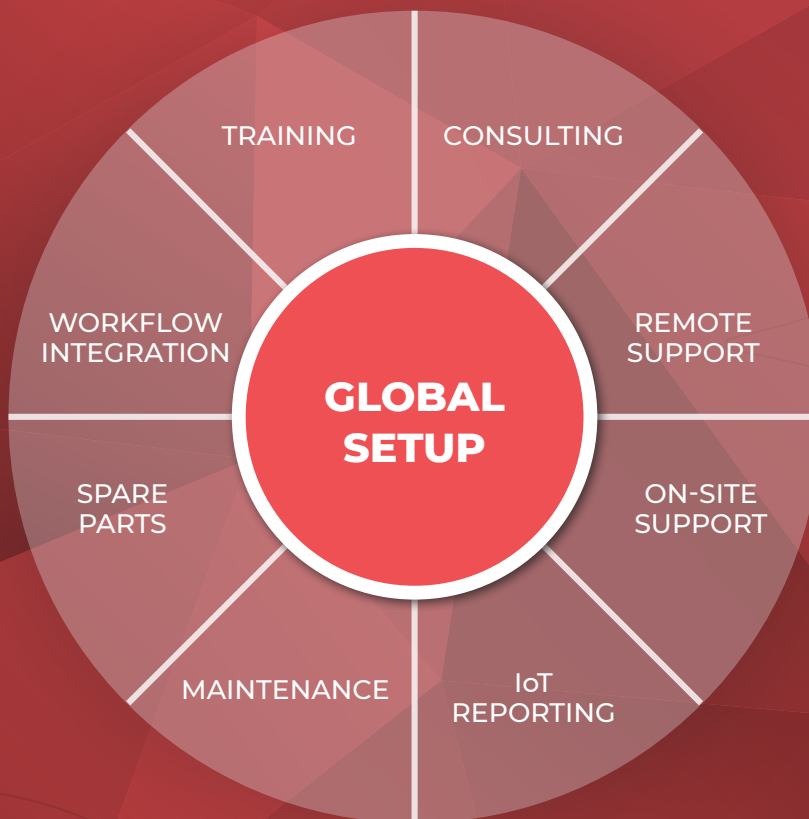 TRAINING
CONSULTING
WORKFLOW
INTEGRATION
REMOTE
SUPPORT
GLOBAL
SETUP
SPARE
PARTS
ON-SITE
SUPPORT
MAINTENANCE
IoT
REPORTING